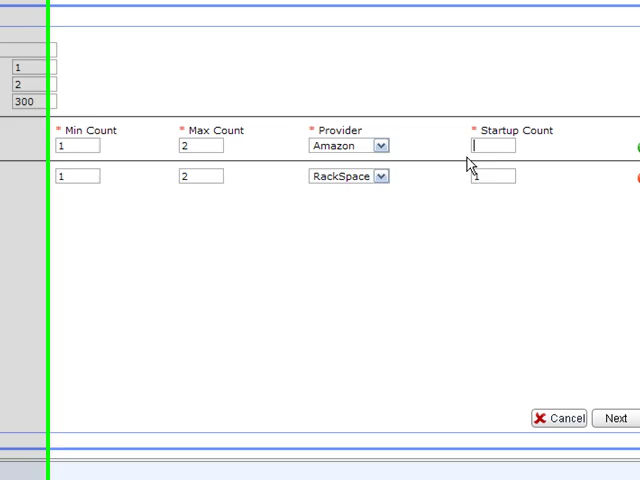 1
2
300
* Min Count * Max Count * Provider * Startup Count
1 2 Amazon
1 2 RackSpace 1
Cancel Next